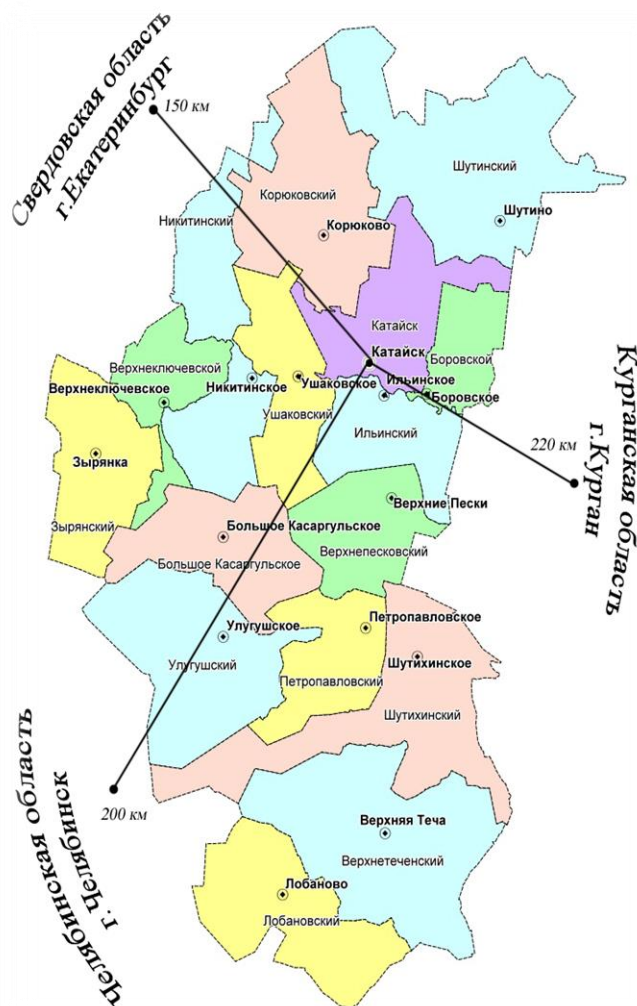 Свердовская область
г.Екатеринбург
150 км
Шутинский
Корюковский
Шутино
Никитинский
Корюково
Катайск
Катайск
Боровской
Верхнеключевской
Верхнеключевское
Никитинское
Ушаковское
Ильинское
Боровское
Ушаковский
Ильинский
Курганская область
г.Курган
220 км
Зырянка
Верхние Пески
Зырянский
Большое Касаргульское
Верхнепесковский
Большое Касаргульское
Улугушское
Петропавловское
Улугушский
Шутихинское
Петропавловский
Шутихинский
Челябинская область
г. Челябинск
200 км
Верхняя Теча
Верхнетеченский
Лобаново
Лобановский